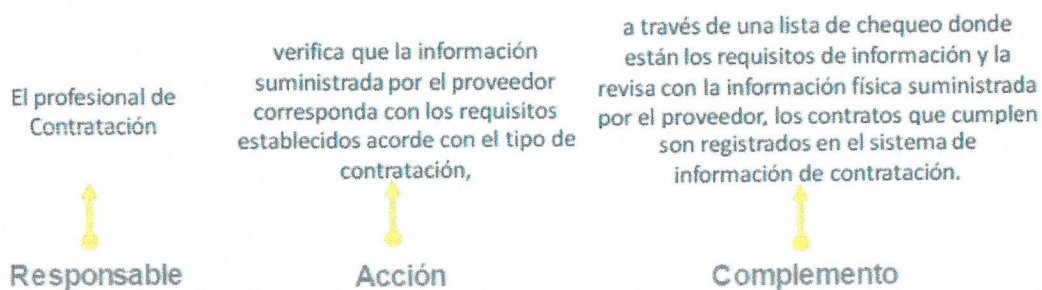 El profesional de
Contratación
verifica que la información
suministrada por el proveedor
corresponda con los requisitos
establecidos acorde con el tipo de
contratación,
a través de una lista de chequeo donde
están los requisitos de información y la
revisa con la información física suministrada
por el proveedor, los contratos que cumplen
son registrados en el sistema de
información de contratación.
Responsable
Acción
Complemento